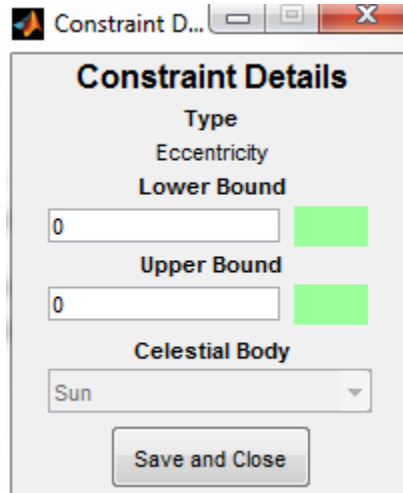 Constraint D...
Constraint Details
Type
Eccentricity
Lower Bound
0
Upper Bound
0
Celestial Body
Sun
Save and Close